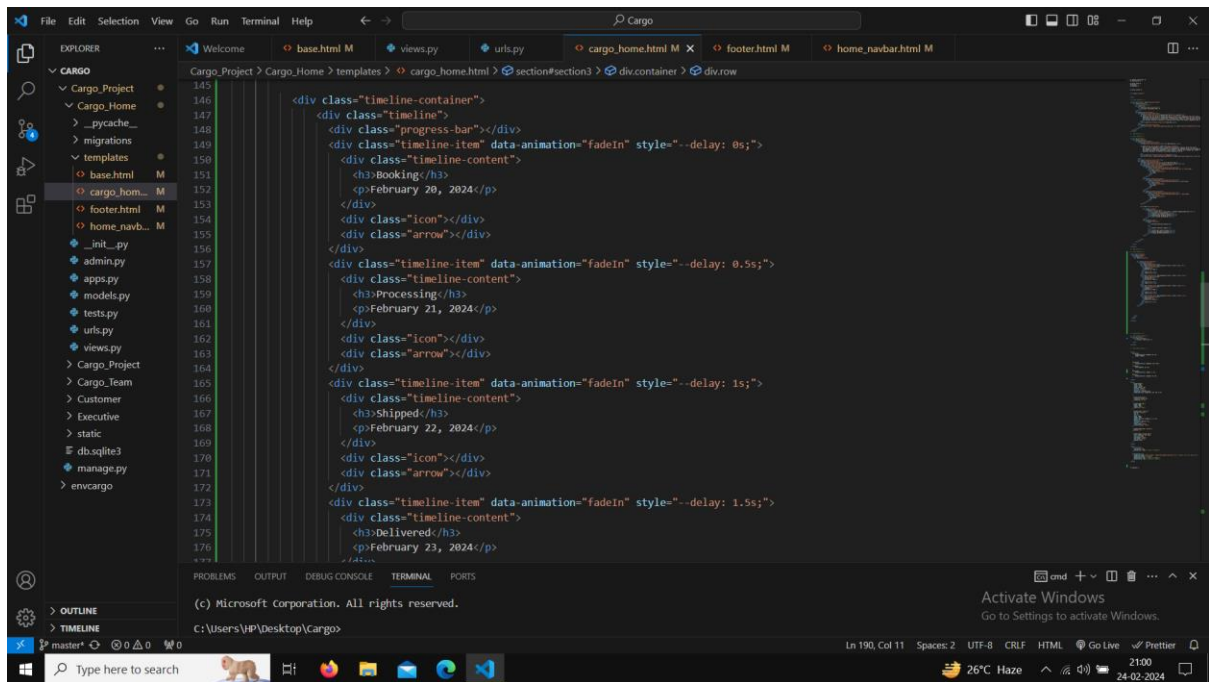 File Edit Selection View Go Run Terminal Help
Cargo
EXPLORER
Welcome
base.html M
views.py
urls.py
cargo_home.html M
footer.html M
home_navbar.html M
CARGO
Cargo_Project > Cargo_Home > templates > cargo_home.html > section#section3 > div.container > div.row
Cargo_Project
Cargo_Home
__pycache__
migrations
templates
base.html M
cargo_hom... M
footer.html M
home_navb... M
__init__.py
admin.py
apps.py
models.py
tests.py
urls.py
views.py
Cargo_Project
Cargo_Team
Customer
Executive
static
db.sqlite3
manage.py
envcargo
OUTLINE
TIMELINE
145
146 <div class="timeline-container">
147 <div class="timeline">
148 <div class="progress-bar"></div>
149 <div class="timeline-item" data-animation="fadeIn" style="--delay: 0s;">
150 <div class="timeline-content">
151 <h3>Booking</h3>
152 <p>February 20, 2024</p>
153 </div>
154 <div class="icon"></div>
155 <div class="arrow"></div>
156 </div>
157 <div class="timeline-item" data-animation="fadeIn" style="--delay: 0.5s;">
158 <div class="timeline-content">
159 <h3>Processing</h3>
160 <p>February 21, 2024</p>
161 </div>
162 <div class="icon"></div>
163 <div class="arrow"></div>
164 </div>
165 <div class="timeline-item" data-animation="fadeIn" style="--delay: 1s;">
166 <div class="timeline-content">
167 <h3>Shipped</h3>
168 <p>February 22, 2024</p>
169 </div>
170 <div class="icon"></div>
171 <div class="arrow"></div>
172 </div>
173 <div class="timeline-item" data-animation="fadeIn" style="--delay: 1.5s;">
174 <div class="timeline-content">
175 <h3>Delivered</h3>
176 <p>February 23, 2024</p>
177 </div>
PROBLEMS OUTPUT DEBUG CONSOLE TERMINAL PORTS
cmd
(c) Microsoft Corporation. All rights reserved.
C:\Users\HP\Desktop\Cargo>
Activate Windows
Go to Settings to activate Windows.
master* 0 0 0 Ln 190, Col 11 Spaces: 2 UTF-8 CRLF HTML Go Live Prettier
Type here to search
26°C Haze
21:00
24-02-2024